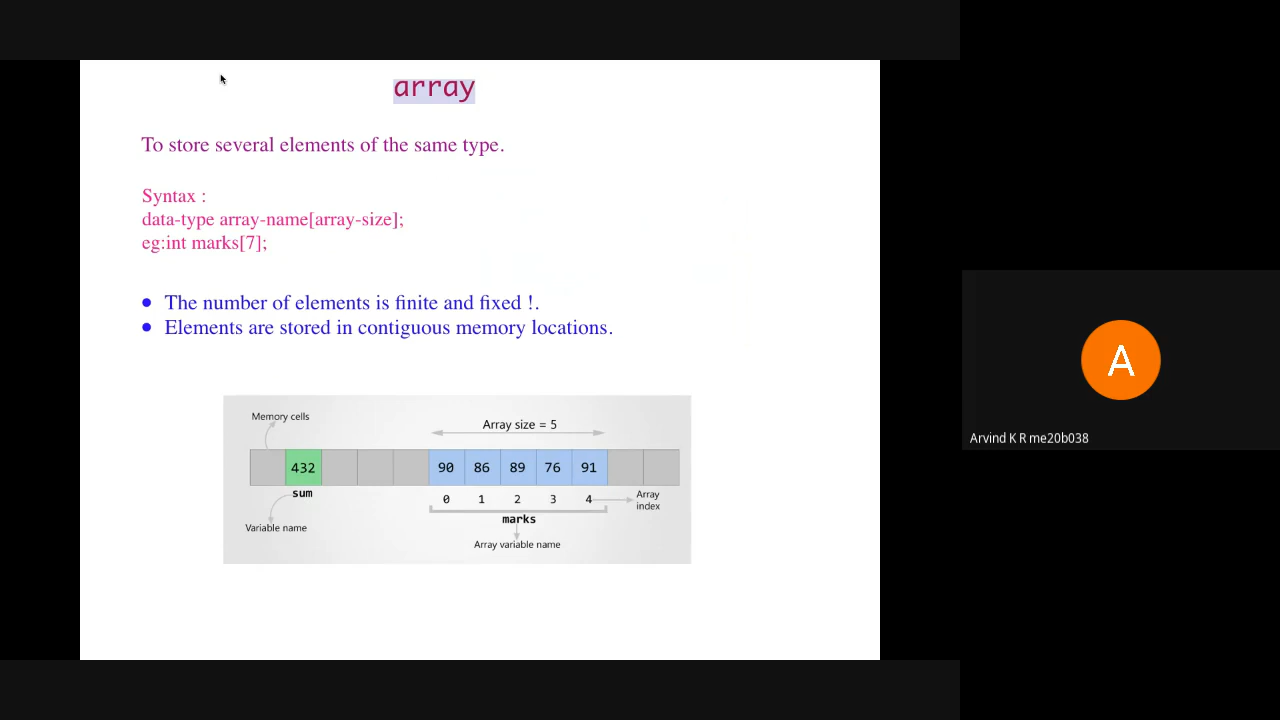 array
To store several elements of the same type.
Syntax :
data-type array-name[array-size];
eg:int marks[7];
● The number of elements is finite and fixed !.
● Elements are stored in contiguous memory locations.
Memory cells
Array size = 5
432 90 86 89 76 91
sum
0 1 2 3 4
Array index
marks
Variable name
Array variable name
A
Arvind K R me20b038